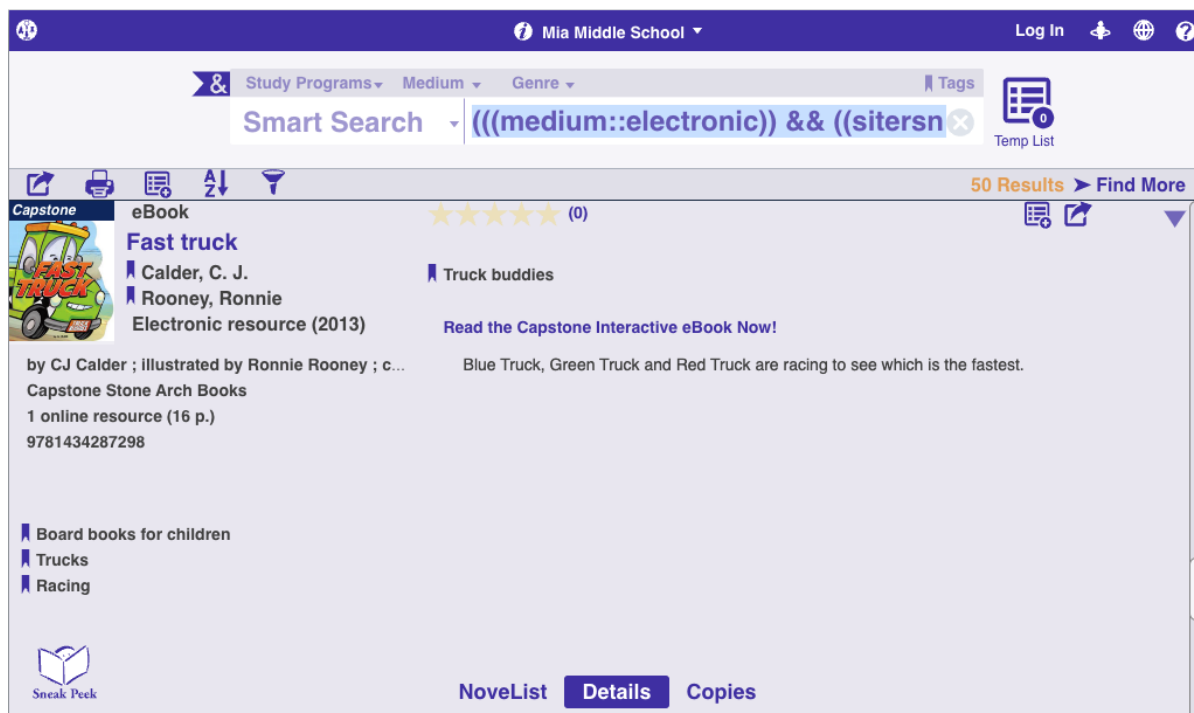 Mia Middle School
Log In
&
Study Programs Medium Genre Tags
Smart Search (((medium::electronic)) && ((sitersn
0
Temp List
A
Z
50 Results ➤ Find More
Capstone
eBook
(0)
Fast truck
FAST
TRUCK
Calder, C. J.
Truck buddies
Rooney, Ronnie
Electronic resource (2013)
Read the Capstone Interactive eBook Now!
by CJ Calder ; illustrated by Ronnie Rooney ; c...
Blue Truck, Green Truck and Red Truck are racing to see which is the fastest.
Capstone Stone Arch Books
1 online resource (16 p.)
9781434287298
Board books for children
Trucks
Racing
Sneak Peek
NoveList Details Copies